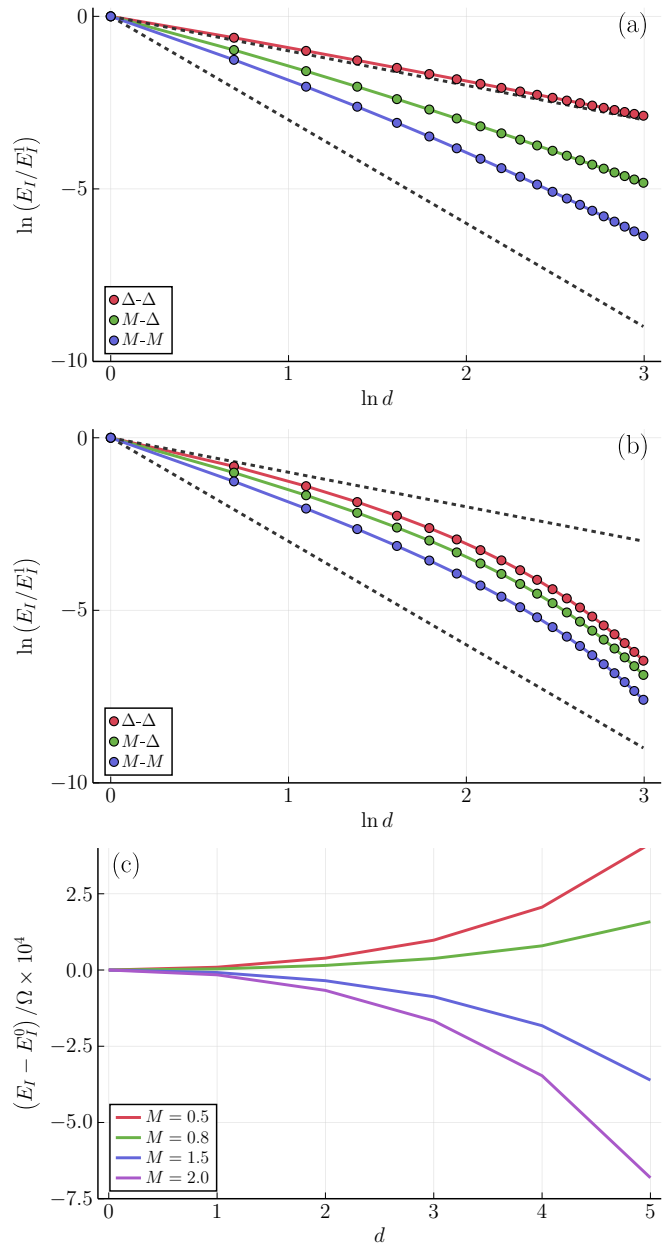 (a)
0
−5
−10
ln (E_I/E_I^1)
Δ-Δ
M-Δ
M-M
0 1 2 3
ln d
(b)
0
−5
−10
ln (E_I/E_I^1)
Δ-Δ
M-Δ
M-M
0 1 2 3
ln d
(c)
2.5
0.0
−2.5
−5.0
−7.5
(E_I − E_I^0) /Ω × 10^4
M = 0.5
M = 0.8
M = 1.5
M = 2.0
0 1 2 3 4 5
d